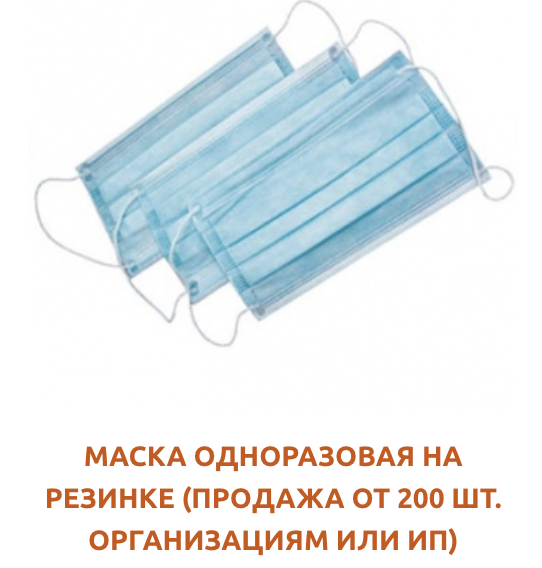 МАСКА ОДНОРАЗОВАЯ НА
РЕЗИНКЕ (ПРОДАЖА ОТ 200 ШТ.
ОРГАНИЗАЦИЯМ ИЛИ ИП)